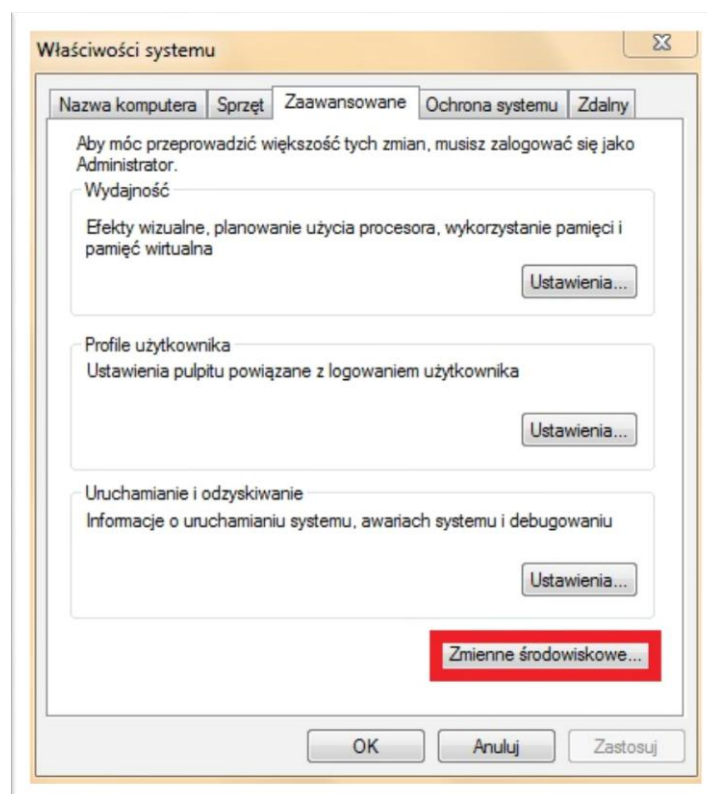 Właściwości systemu
Nazwa komputera Sprzęt Zaawansowane Ochrona systemu Zdalny
Aby móc przeprowadzić większość tych zmian, musisz zalogować się jako
Administrator.
Wydajność
Efekty wizualne, planowanie użycia procesora, wykorzystanie pamięci i
pamięć wirtualna
Ustawienia...
Profile użytkownika
Ustawienia pulpitu powiązane z logowaniem użytkownika
Ustawienia...
Uruchamianie i odzyskiwanie
Informacje o uruchamianiu systemu, awariach systemu i debugowaniu
Ustawienia...
Zmienne środowiskowe...
OK Anuluj Zastosuj